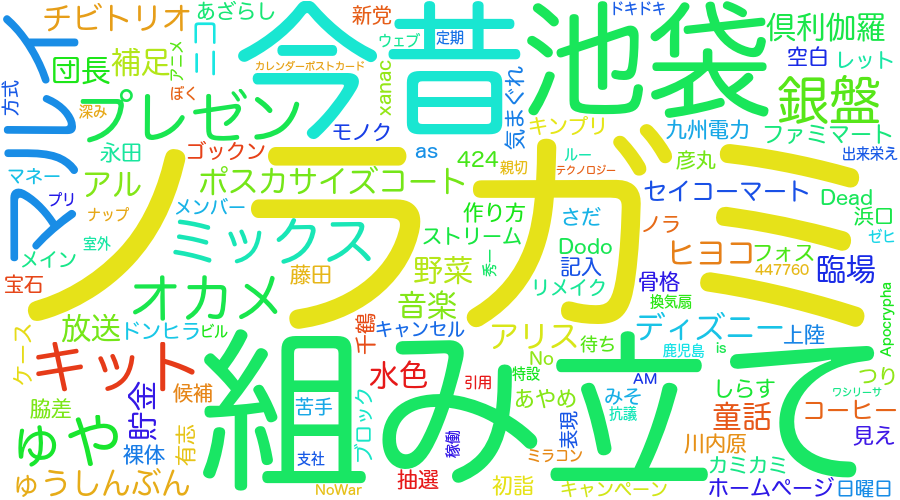 チビトリオ
あざらし
新党
ドキドキ
倶利伽羅
ニコニコ
今昔
池袋
ウェブ
定期
空白
レット
団長
補足
アニメ
カレンダーポストカード
xanac
気まぐれ
銀盤
方式
深み
ぼく
プレゼン
モノク
キンプリ
九州電力
ファミマート
マルイ
永田
ゴックン
as
424
親切
ルー
彦丸
出来栄え
テクノロジー
マネー
プリ
アル
ポスカサイズコート
セイコーマート
Dead
ナップ
メンバー
作り方
さだ
ノラ
浜口
ノラガミ
室外
ミックス
ストリーム
Dodo
ヒヨコ
フォス
ゼヒ
メイン
藤田
野菜
秀一
記入
447760
臨場
宝石
オカメ
音楽
リメイク
骨格
換気扇
Apocrypha
放送
ドンヒラ
ビル
千鶴
キャンセル
アリス
待ち
ディズニー
上陸
ケース
キット
組み立て
No
鹿児島
is
水色
引用
特設
AM
つり
脇差
貯金
候補
苦手
ブロック
あやめ
みそ
しらす
ワシリーサ
抗議
童話
コーヒー
ゅや
裸体
有志
支社
稼働
ミラコン
表現
川内原
見え
ゅうしんぶん
NoWar
抽選
初詣
キャンペーン
カミカミ
ホームページ
日曜日